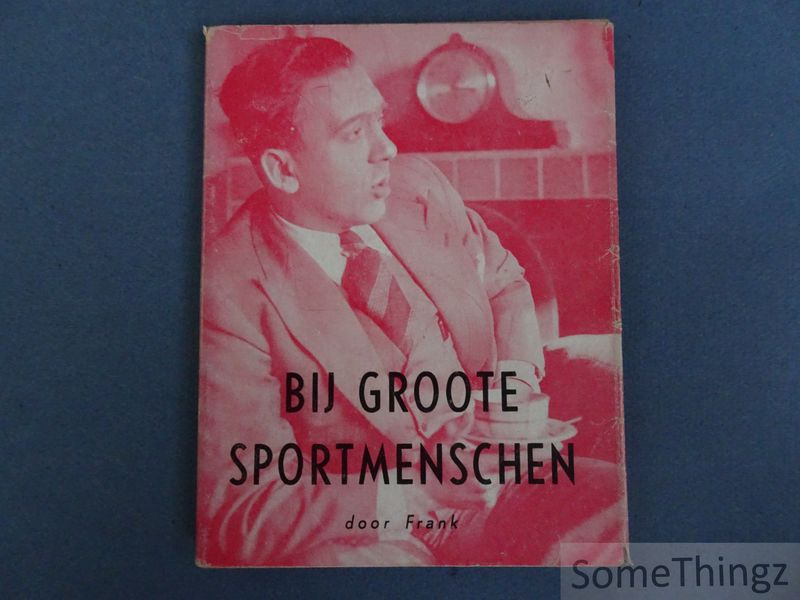 BIJ GROOTE
SPORTMENSCHEN
door Frank
SomeThingz